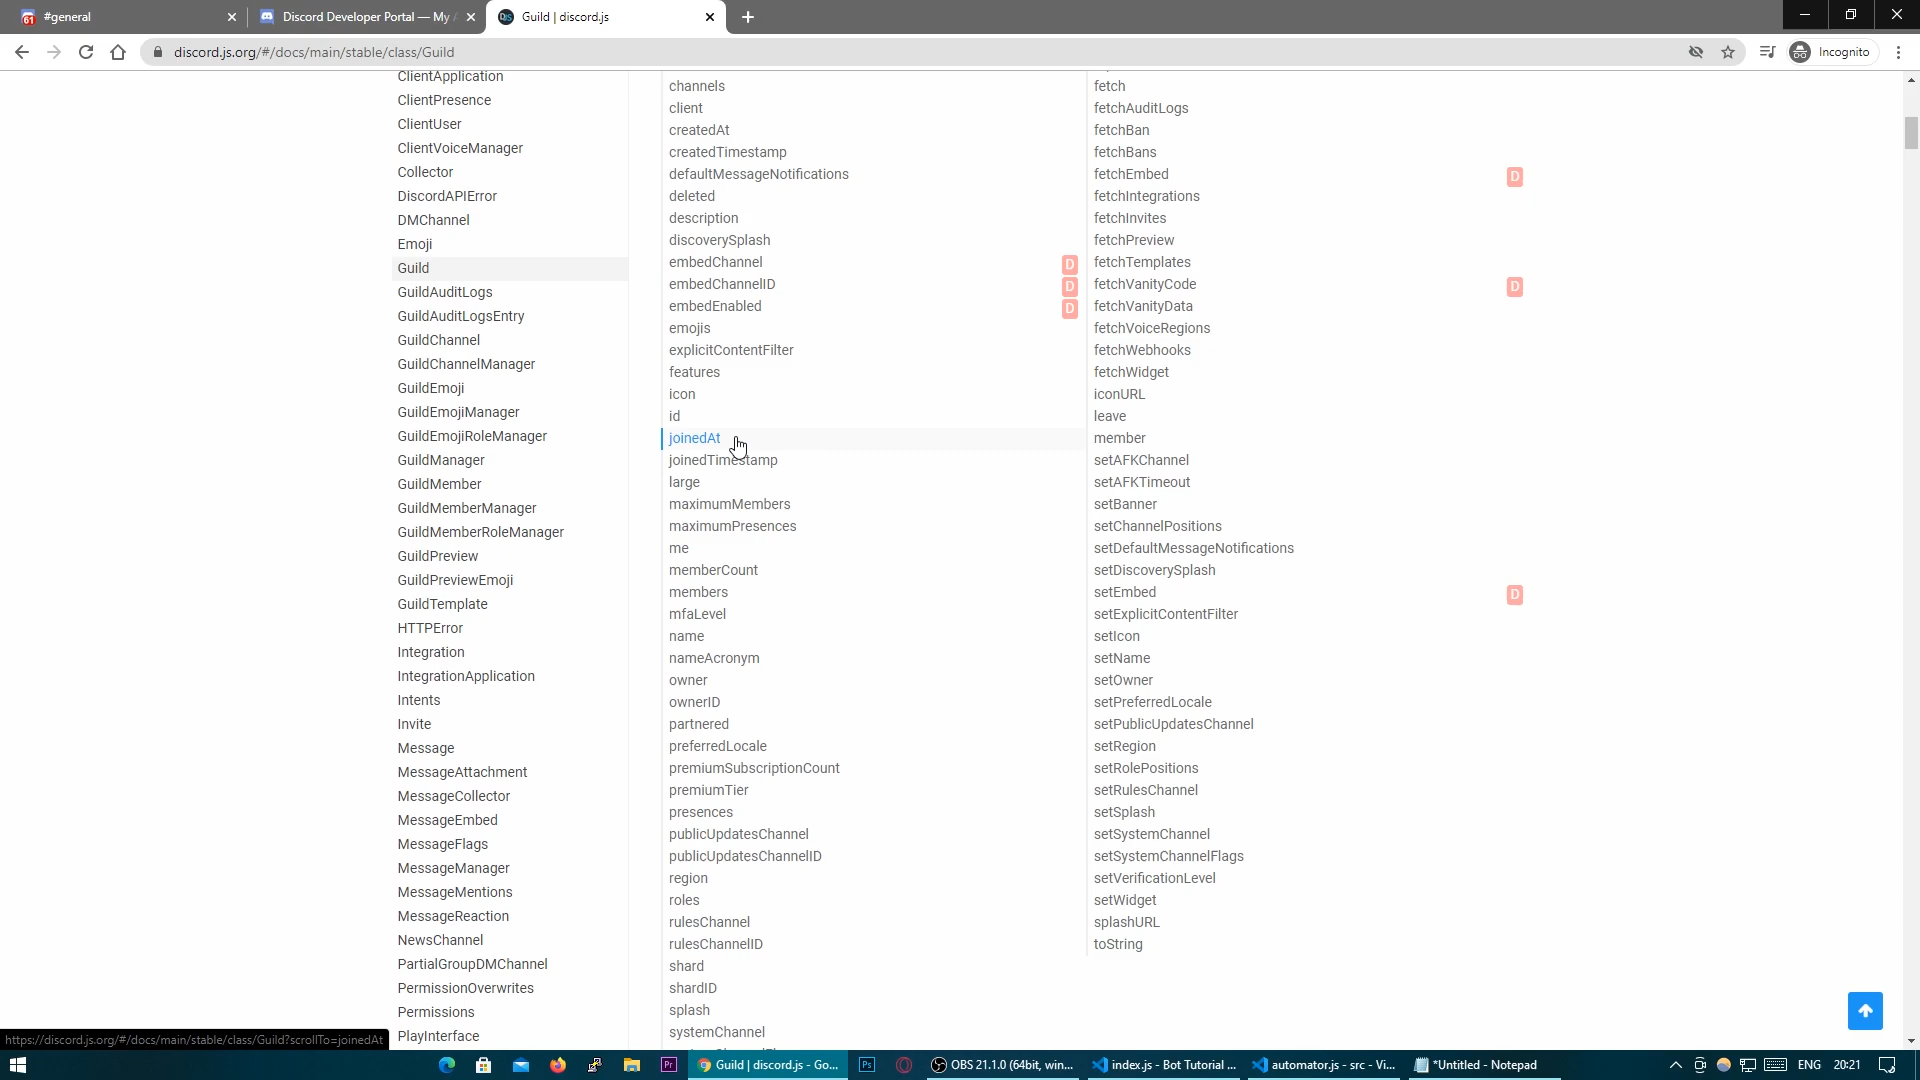 61
#general
Discord Developer Portal — My A
Guild | discord.js
discord.js.org/#/docs/main/stable/class/Guild
Incognito
ClientApplication
ClientPresence
ClientUser
ClientVoiceManager
Collector
DiscordAPIError
DMChannel
Emoji
Guild
GuildAuditLogs
GuildAuditLogsEntry
GuildChannel
GuildChannelManager
GuildEmoji
GuildEmojiManager
GuildEmojiRoleManager
GuildManager
GuildMember
GuildMemberManager
GuildMemberRoleManager
GuildPreview
GuildPreviewEmoji
GuildTemplate
HTTPError
Integration
IntegrationApplication
Intents
Invite
Message
MessageAttachment
MessageCollector
MessageEmbed
MessageFlags
MessageManager
MessageMentions
MessageReaction
NewsChannel
PartialGroupDMChannel
PermissionOverwrites
Permissions
PlayInterface
channels
client
createdAt
createdTimestamp
defaultMessageNotifications
deleted
description
discoverySplash
embedChannel D
embedChannelID D
embedEnabled D
emojis
explicitContentFilter
features
icon
id
joinedAt
joinedTimestamp
large
maximumMembers
maximumPresences
me
memberCount
members
mfaLevel
name
nameAcronym
owner
ownerID
partnered
preferredLocale
premiumSubscriptionCount
premiumTier
presences
publicUpdatesChannel
publicUpdatesChannelID
region
roles
rulesChannel
rulesChannelID
shard
shardID
splash
systemChannel
fetch
fetchAuditLogs
fetchBan
fetchBans
fetchEmbed D
fetchIntegrations
fetchInvites
fetchPreview
fetchTemplates
fetchVanityCode D
fetchVanityData
fetchVoiceRegions
fetchWebhooks
fetchWidget
iconURL
leave
member
setAFKChannel
setAFKTimeout
setBanner
setChannelPositions
setDefaultMessageNotifications
setDiscoverySplash
setEmbed D
setExplicitContentFilter
setIcon
setName
setOwner
setPreferredLocale
setPublicUpdatesChannel
setRegion
setRolePositions
setRulesChannel
setSplash
setSystemChannel
setSystemChannelFlags
setVerificationLevel
setWidget
splashURL
toString
https://discord.js.org/#/docs/main/stable/class/Guild?scrollTo=joinedAt
Pr
Guild | discord.js - Go...
Ps
OBS 21.1.0 (64bit, win...
index.js - Bot Tutorial ...
automator.js - src - Vi...
*Untitled - Notepad
ENG
20:21